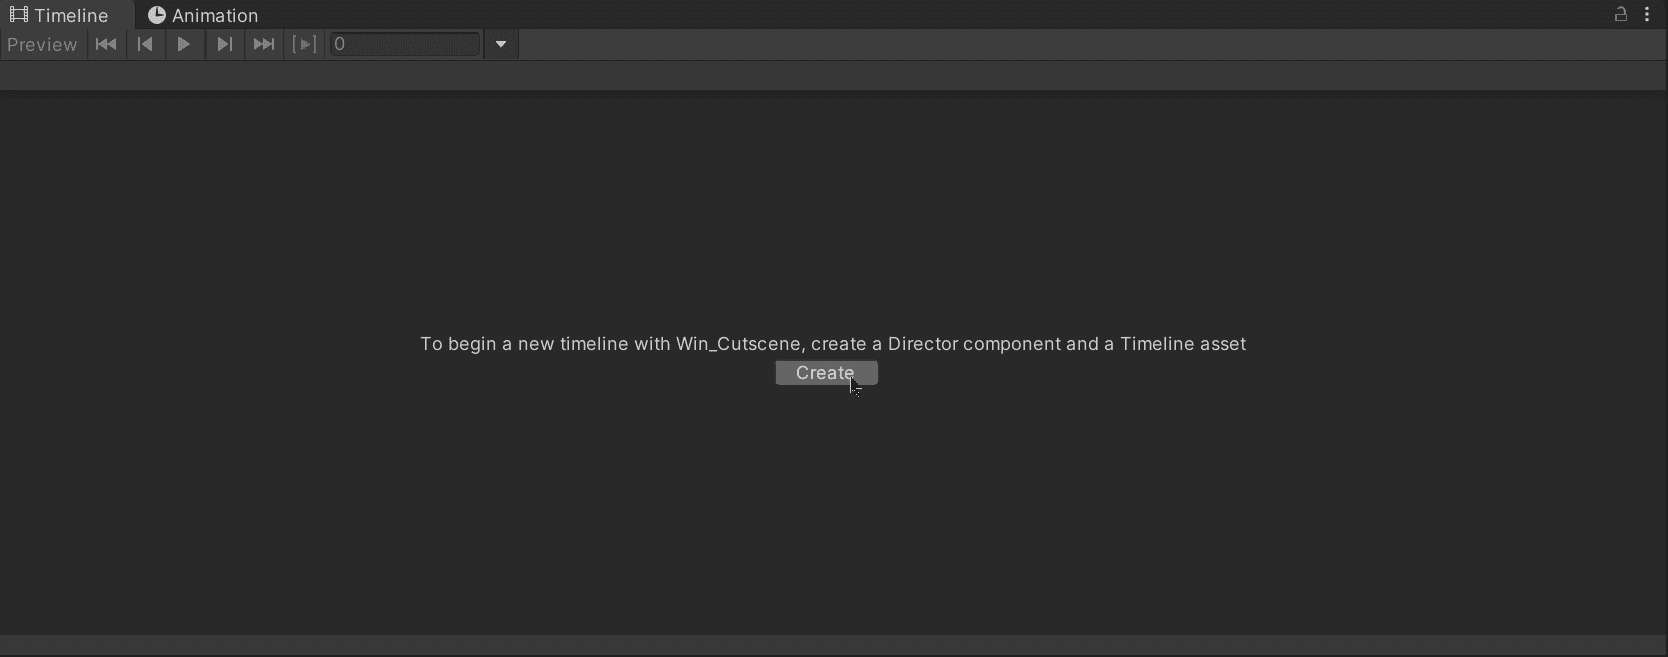 Timeline Animation
Preview 0
To begin a new timeline with Win_Cutscene, create a Director component and a Timeline asset
Create